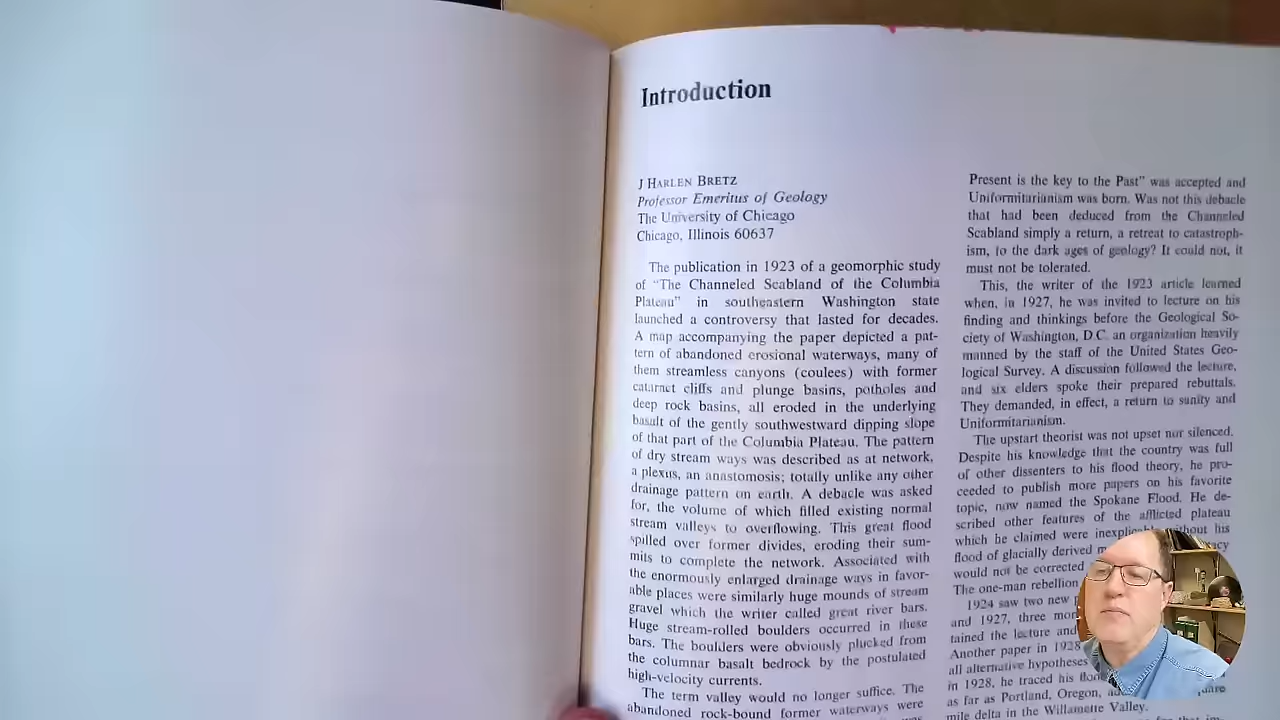 Introduction
J HARLEN BRETZ
Professor Emeritus of Geology
The University of Chicago
Chicago, Illinois 60637
The publication in 1923 of a geomorphic study
of “The Channeled Scabland of the Columbia
Plateau” in southeastern Washington state
launched a controversy that lasted for decades.
A map accompanying the paper depicted a pat-
tern of abandoned erosional waterways, many of
them streamless canyons (coulees) with former
cataract cliffs and plunge basins, potholes and
deep rock basins, all eroded in the underlying
basalt of the gently southwestward dipping slope
of that part of the Columbia Plateau. The pattern
of dry stream ways was described as at network,
a plexus, an anastomosis; totally unlike any other
drainage pattern on earth. A debacle was asked
for, the volume of which filled existing normal
stream valleys to overflowing. This great flood
spilled over former divides, eroding their sum-
mits to complete the network. Associated with
the enormously enlarged drainage ways in favor-
able places were similarly huge mounds of stream
gravel which the writer called great river bars.
Huge stream-rolled boulders occurred in these
bars. The boulders were obviously plucked from
the columnar basalt bedrock by the postulated
high-velocity currents.
The term valley would no longer suffice. The
abandoned rock-bound former waterways were
Present is the key to the Past” was accepted and
Uniformitarianism was born. Was not this debacle
that had been deduced from the Channeled
Scabland simply a return, a retreat to catastroph-
ism, to the dark ages of geology? It could not, it
must not be tolerated.
This, the writer of the 1923 article learned
when, in 1927, he was invited to lecture on his
finding and thinkings before the Geological So-
ciety of Washington, D.C. an organization heavily
manned by the staff of the United States Geo-
logical Survey. A discussion followed the lecture,
and six elders spoke their prepared rebuttals.
They demanded, in effect, a return to sanity and
Uniformitarianism.
The upstart theorist was not upset nor silenced.
Despite his knowledge that the country was full
of other dissenters to his flood theory, he pro-
ceeded to publish more papers on his favorite
topic, now named the Spokane Flood. He de-
scribed other features of the afflicted plateau
which he claimed were without his
flood of glacially derived
would not be corrected
The one-man rebellion
1924 saw two new
and 1927, three
tained the lecture and
Another paper in 1928
all alternative hypotheses
in 1928, he traced his
as far as Portland, Oregon,
mile delta in the Willamette Valley.